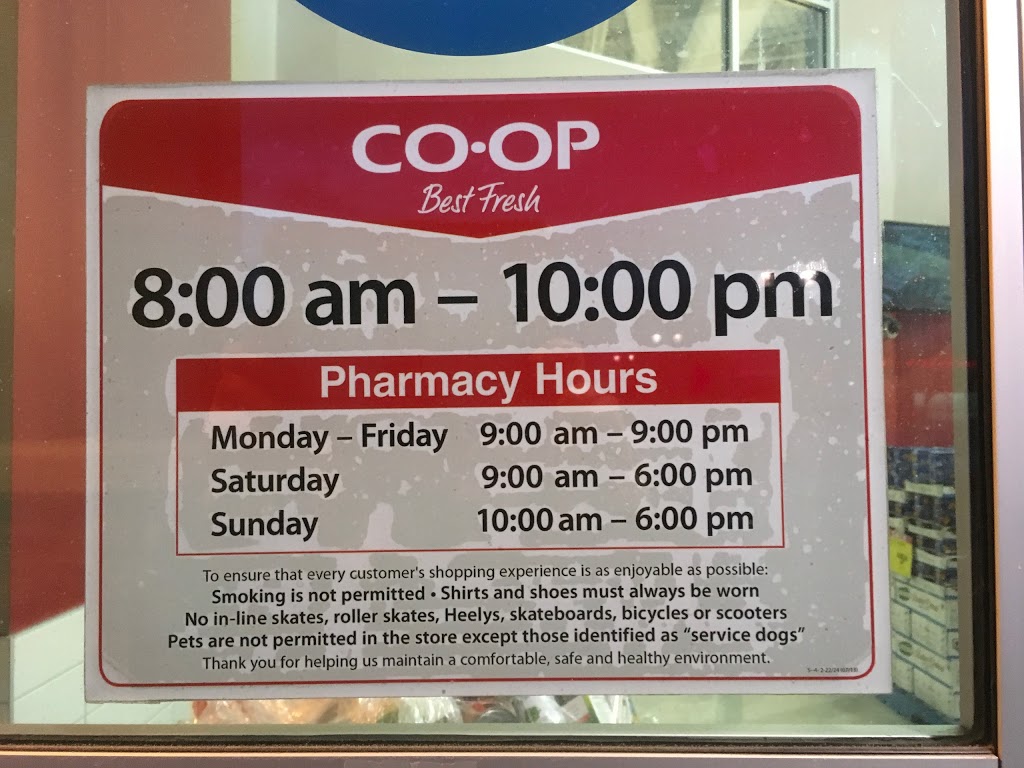 CO·OP
Best Fresh
8:00 am – 10:00 pm
Pharmacy Hours
Monday – Friday 9:00 am – 9:00 pm
Saturday 9:00 am – 6:00 pm
Sunday 10:00 am – 6:00 pm
To ensure that every customer's shopping experience is as enjoyable as possible:
Smoking is not permitted • Shirts and shoes must always be worn
No in-line skates, roller skates, Heelys, skateboards, bicycles or scooters
Pets are not permitted in the store except those identified as “service dogs”
Thank you for helping us maintain a comfortable, safe and healthy environment.